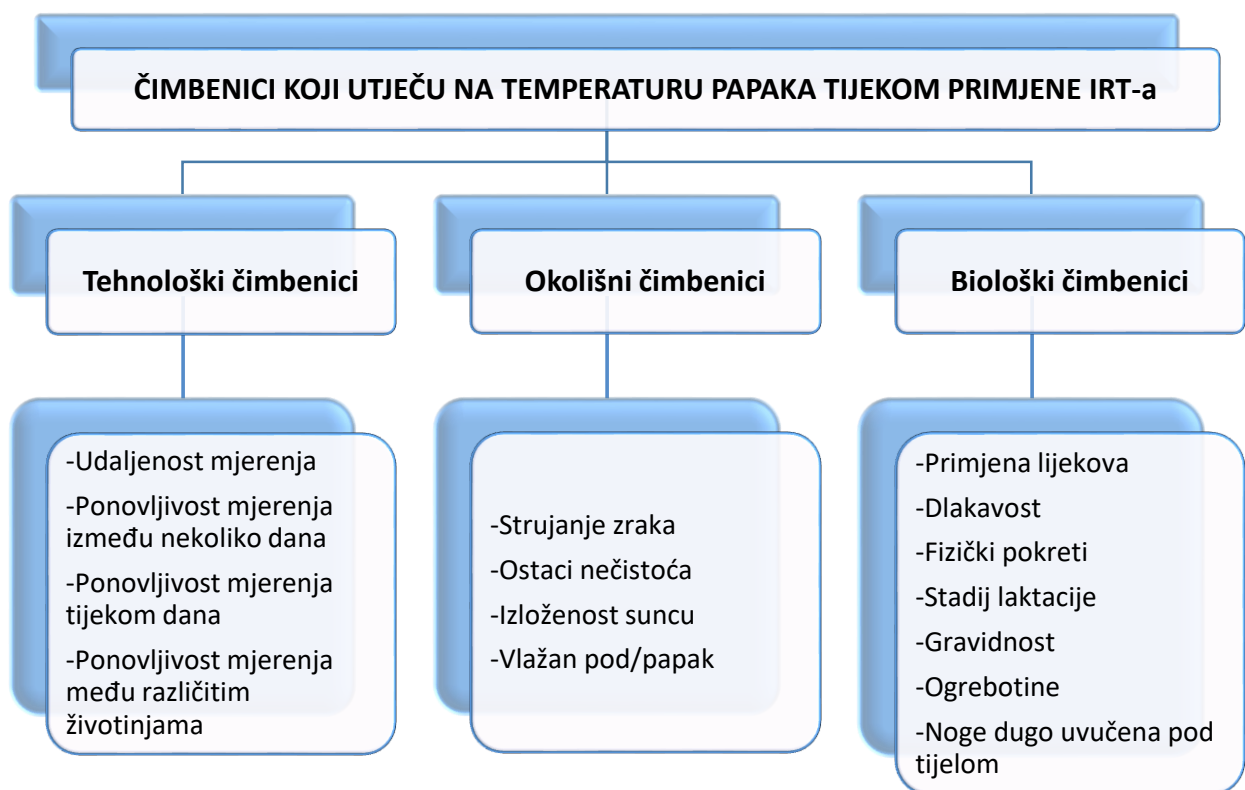 ČIMBENICI KOJI UTJEČU NA TEMPERATURU PAPAKA TIJEKOM PRIMJENE IRT-a
Tehnološki čimbenici
-Udaljenost mjerenja
-Ponovljivost mjerenja
između nekoliko dana
-Ponovljivost mjerenja
tijekom dana
-Ponovljivost mjerenja
među različitim
životinjama
Okolišni čimbenici
-Strujanje zraka
-Ostaci nečistoća
-Izloženost suncu
-Vlažan pod/papak
Biološki čimbenici
-Primjena lijekova
-Dlakavost
-Fizički pokreti
-Stadij laktacije
-Gravidnost
-Ogrebotine
-Noge dugo uvučena pod
tijelom